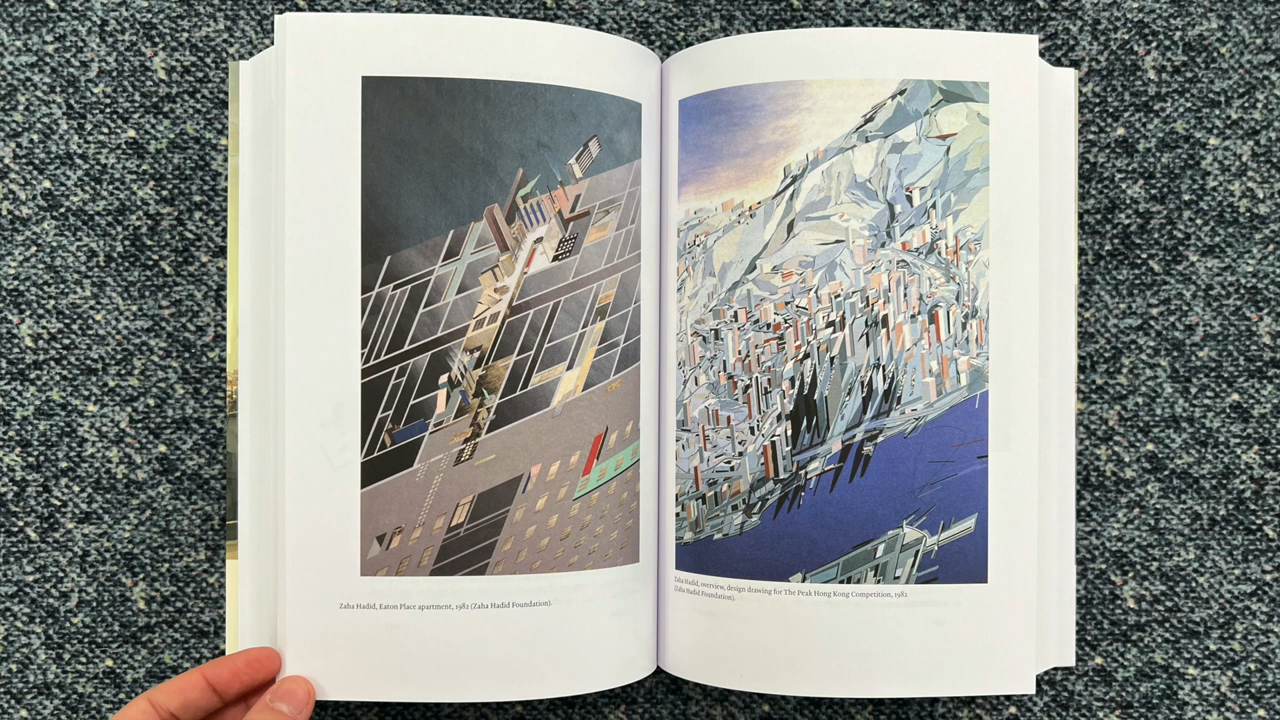 Zaha Hadid, Eaton Place apartment, 1982 (Zaha Hadid Foundation).
Zaha Hadid, overview, design drawing for The Peak Hong Kong Competition, 1982
(Zaha Hadid Foundation).